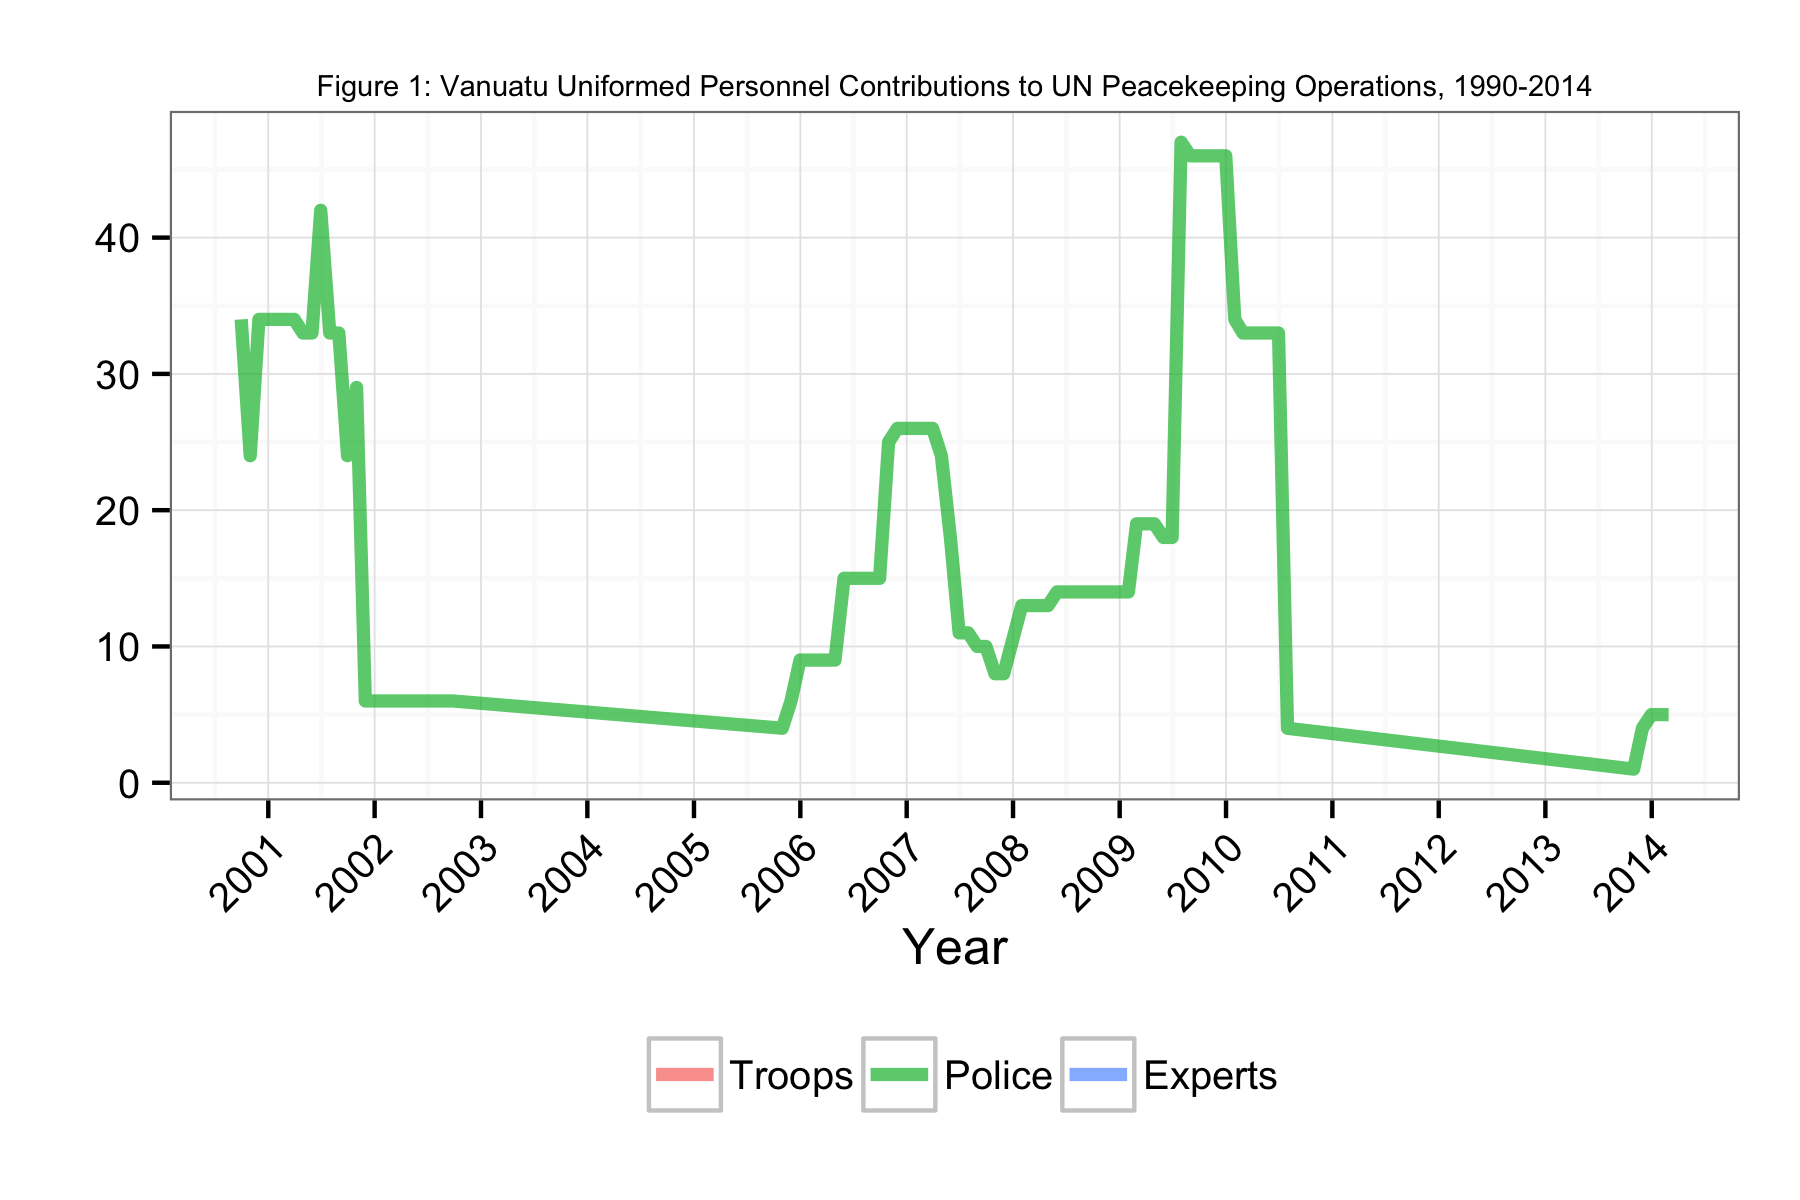 Figure 1: Vanuatu Uniformed Personnel Contributions to UN Peacekeeping Operations, 1990-2014
40
30
20
10
0
2001 2002 2003 2004 2005 2006 2007 2008 2009 2010 2011 2012 2013 2014
Year
Troops Police Experts